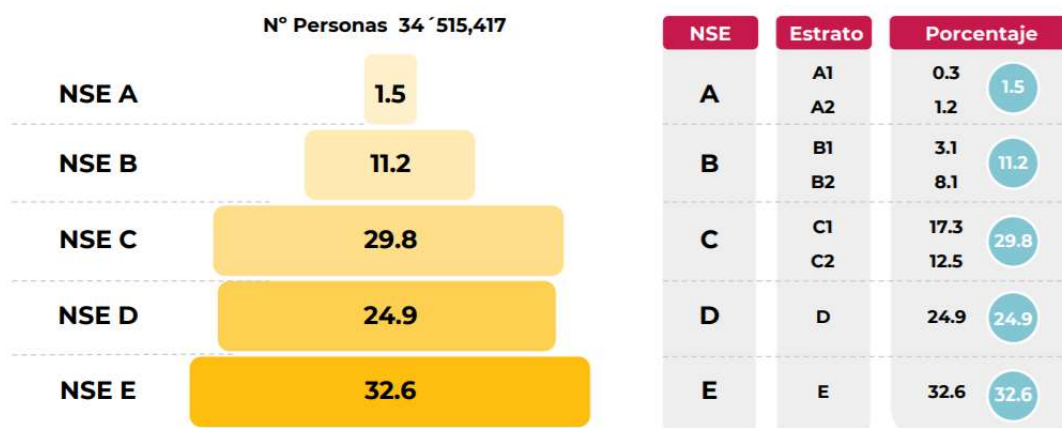 Nº Personas 34´515,417
NSE A 1.5
NSE B 11.2
NSE C 29.8
NSE D 24.9
NSE E 32.6
NSE Estrato Porcentaje
A A1 0.3 1.5
A2 1.2
B B1 3.1 11.2
B2 8.1
C C1 17.3 29.8
C2 12.5
D D 24.9 24.9
E E 32.6 32.6